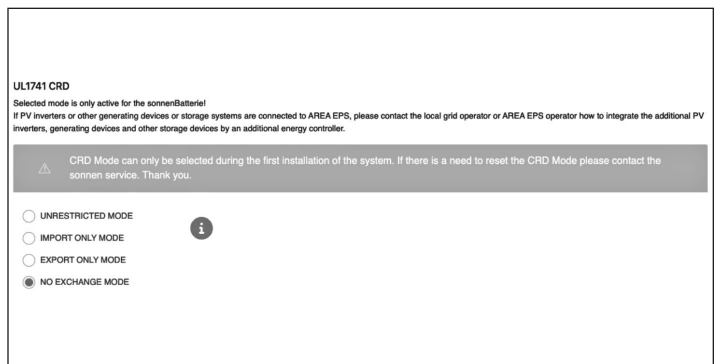 UL1741 CRD
Selected mode is only active for the sonnenBatterie!
If PV inverters or other generating devices or storage systems are connected to AREA EPS, please contact the local grid operator or AREA EPS operator how to integrate the additional PV
inverters, generating devices and other storage devices by an additional energy controller.
CRD Mode can only be selected during the first installation of the system. If there is a need to reset the CRD Mode please contact the
sonnen service. Thank you.
UNRESTRICTED MODE
i
IMPORT ONLY MODE
EXPORT ONLY MODE
NO EXCHANGE MODE